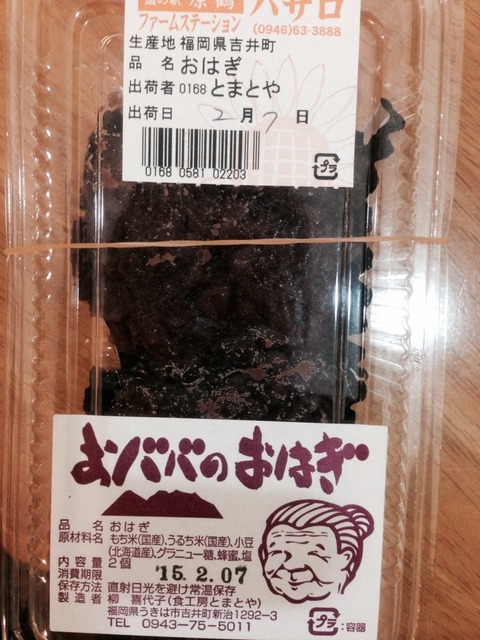 道の駅 原鶴 バサロ
ファームステーション (0946)63-3888
生産地 福岡県吉井町
品 名 おはぎ
出荷者 0168 とまとや
出荷日 2 月 7 日
0168 0581 02203
プラ
おババのおはぎ
品 名 おはぎ
原材料名 もち米(国産)、うるち米(国産)、小豆
(北海道産)、グラニュー糖、蜂蜜、塩
内容量 2個
消費期限 '15.2.07
保存方法 直射日光を避け常温保存
製造者 柳 喜代子(食工房とまとや)
福岡県うきは市吉井町新治1292-3
TEL 0943-75-5011
プラ :容器